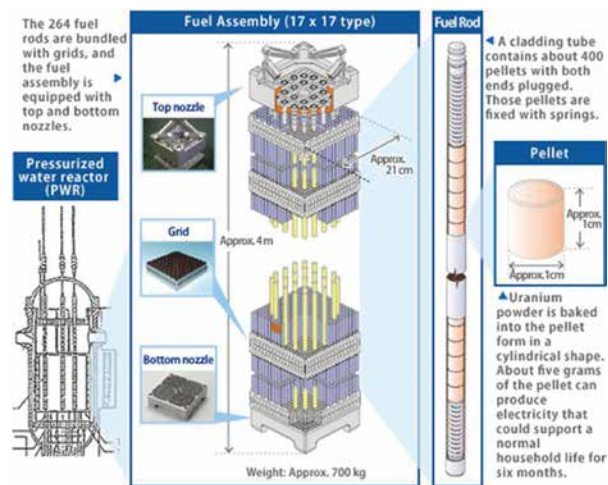 The 264 fuel
rods are bundled
with grids, and
the fuel
assembly is
equipped with
top and bottom
nozzles.
Pressurized
water reactor
(PWR)
Fuel Assembly (17 x 17 type)
Top nozzle
Approx.
21cm
Approx. 4m
Grid
Bottom nozzle
Weight: Approx. 700 kg
Fuel Rod
A cladding tube
contains about 400
pellets with both
ends plugged.
Those pellets are
fixed with springs.
Pellet
Approx.
1cm
Approx.1cm
Uranium
powder is baked
into the pellet
form in a
cylindrical shape.
About five grams
of the pellet can
produce
electricity that
could support a
normal
household life for
six months.